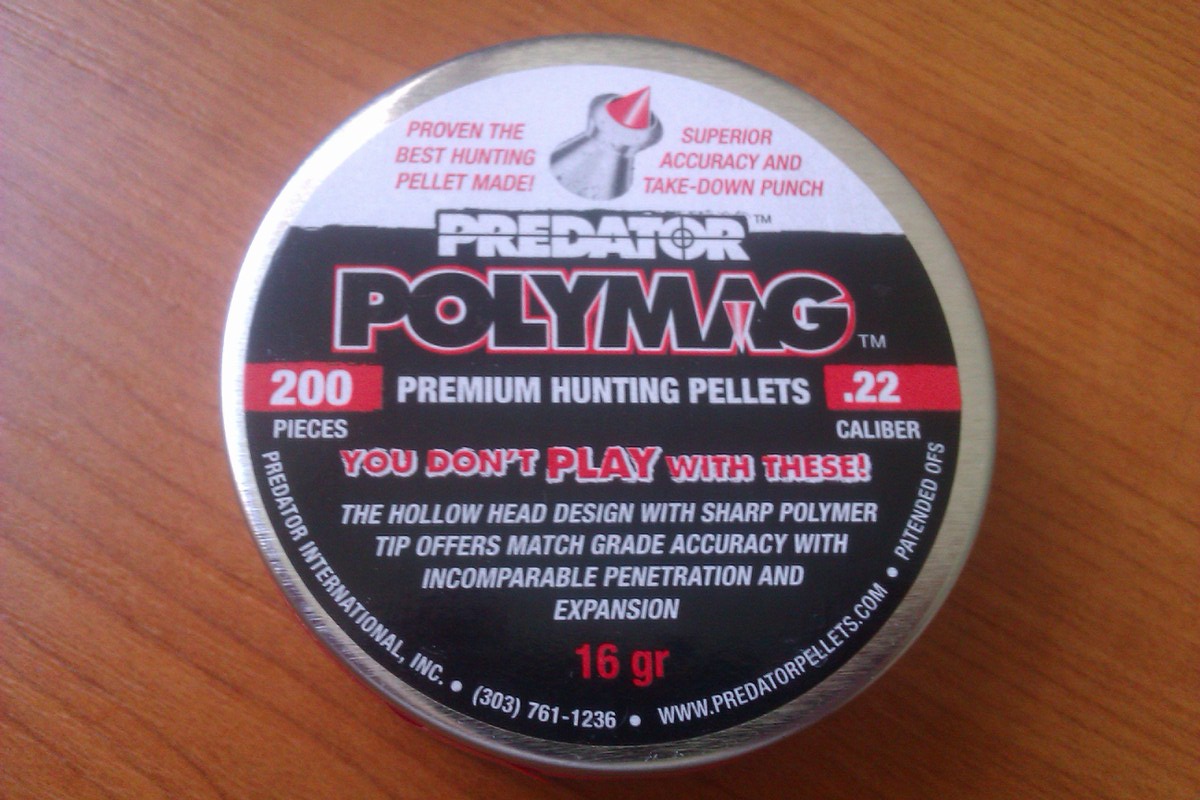 PROVEN THE
BEST HUNTING
PELLET MADE!
SUPERIOR
ACCURACY AND
TAKE-DOWN PUNCH
PREDATOR™
POLYMAG™
200
PIECES
PREMIUM HUNTING PELLETS
.22
CALIBER
YOU DON'T PLAY WITH THESE!
THE HOLLOW HEAD DESIGN WITH SHARP POLYMER
TIP OFFERS MATCH GRADE ACCURACY WITH
INCOMPARABLE PENETRATION AND
EXPANSION
16 gr
PREDATOR INTERNATIONAL, INC. • (303) 761-1236 • WWW.PREDATORPELLETS.COM • PATENDED OFS